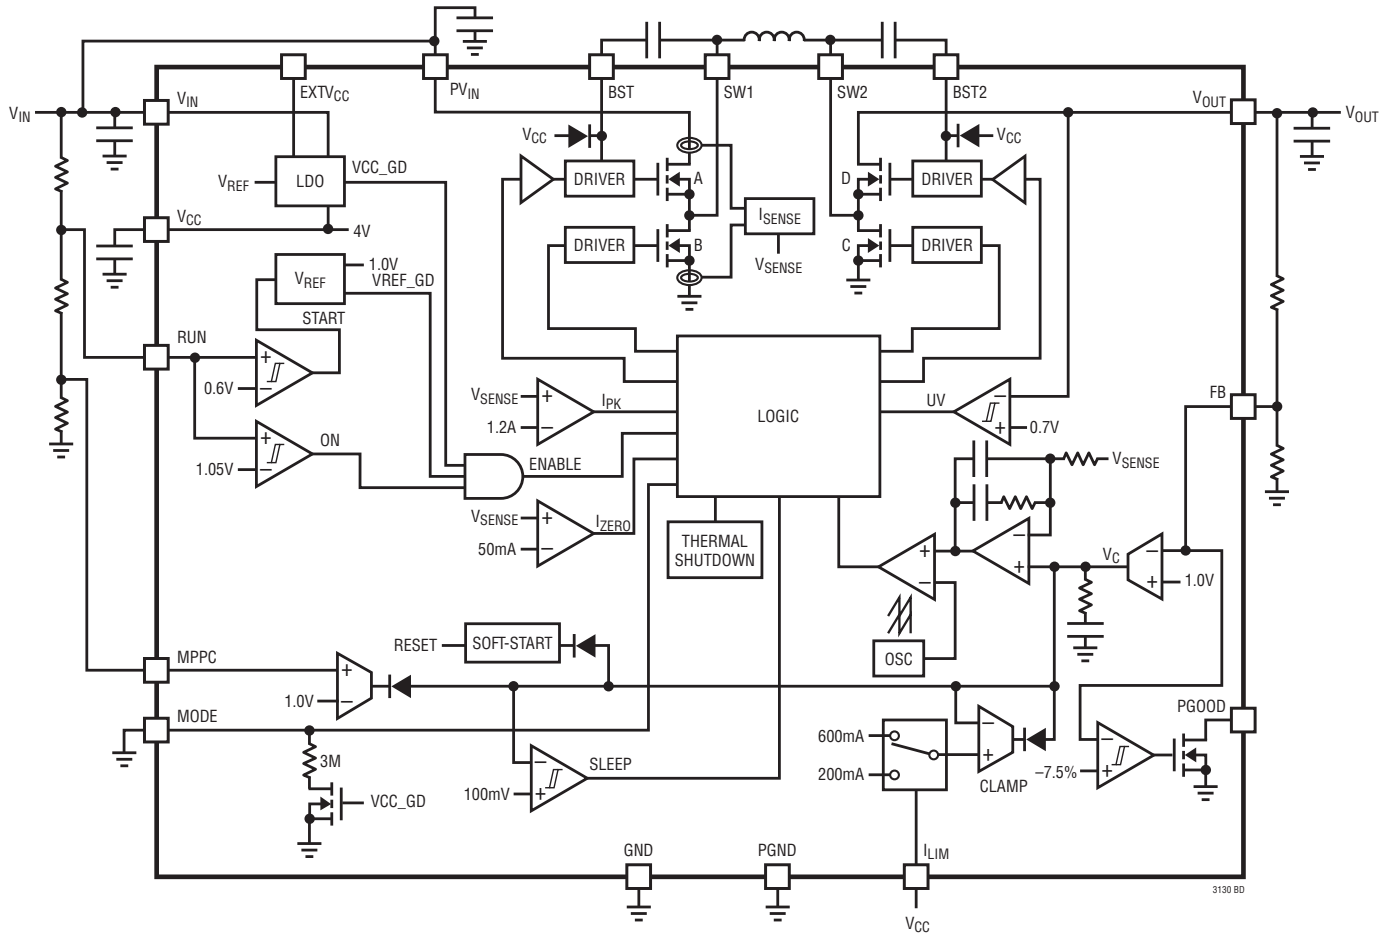 EXTVCC
PVIN
BST
SW1
SW2
BST2
VIN
VIN
VOUT
VOUT
VCC
VCC
VREF
LDO
VCC_GD
DRIVER
A
D
DRIVER
ISENSE
VCC
4V
DRIVER
B
C
DRIVER
VSENSE
VREF
1.0V
VREF_GD
START
RUN
+
0.6V
−
VSENSE
+
IPK
1.2A
−
LOGIC
UV
−
+
0.7V
FB
+
ON
1.05V
−
ENABLE
VSENSE
VSENSE
+
IZERO
50mA
−
THERMAL
SHUTDOWN
+
−
−
+
VC
−
+
1.0V
OSC
RESET
SOFT-START
MPPC
+
1.0V
−
MODE
3M
VCC_GD
−
SLEEP
100mV
+
600mA
200mA
−
+
CLAMP
−
−7.5%
+
PGOOD
GND
PGND
ILIM
VCC
3130 BD